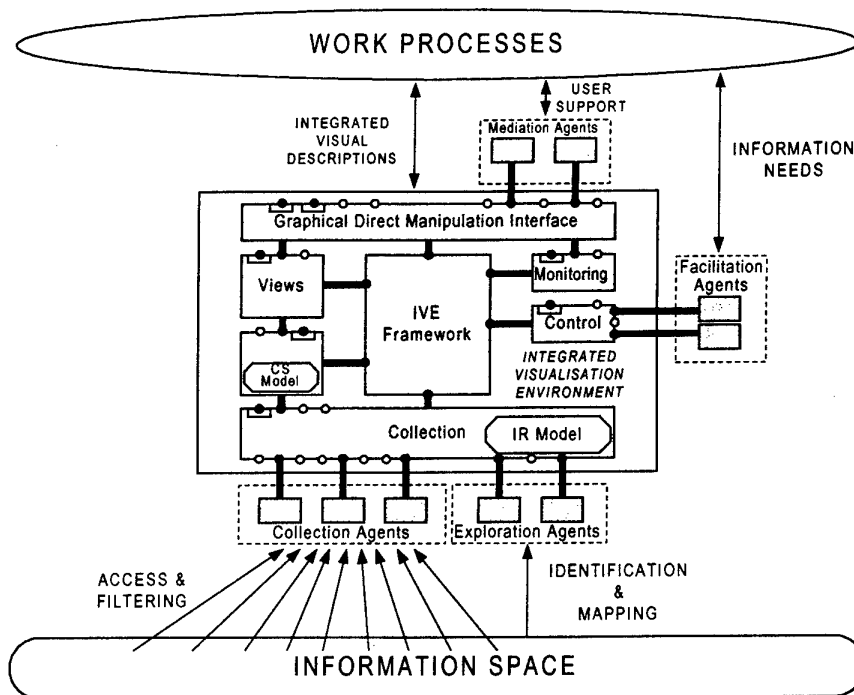 WORK PROCESSES
INTEGRATED
VISUAL
DESCRIPTIONS
USER
SUPPORT
Mediation Agents
INFORMATION
NEEDS
Graphical Direct Manipulation Interface
Views
IVE
Framework
Monitoring
Control
Facilitation
Agents
CS
Model
INTEGRATED
VISUALISATION
ENVIRONMENT
Collection
IR Model
Collection Agents
Exploration Agents
ACCESS &
FILTERING
IDENTIFICATION
&
MAPPING
INFORMATION SPACE